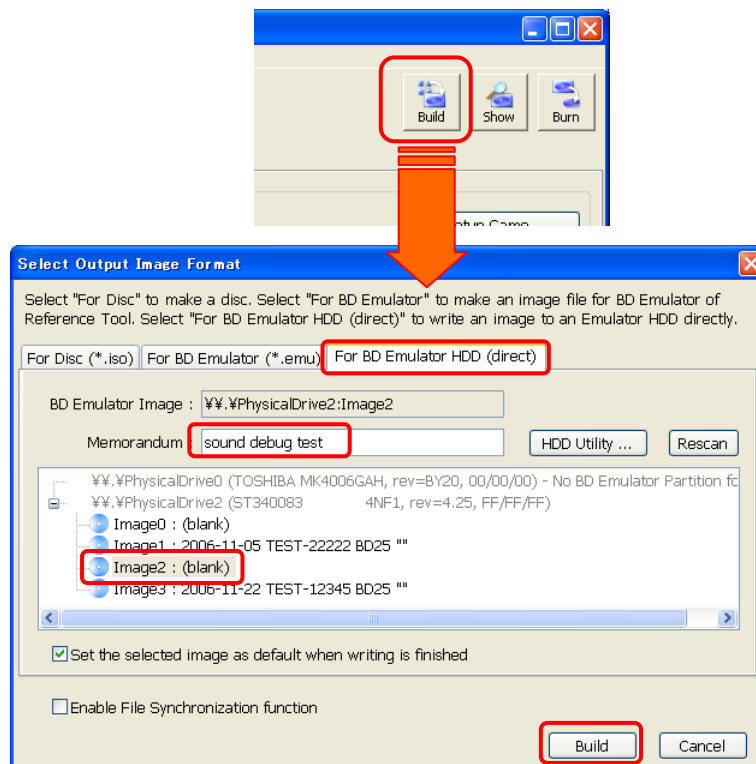 Build Show Burn
Select Output Image Format
Select "For Disc" to make a disc. Select "For BD Emulator" to make an image file for BD Emulator of
Reference Tool. Select "For BD Emulator HDD (direct)" to write an image to an Emulator HDD directly.
For Disc (*.iso) For BD Emulator (*.emu) For BD Emulator HDD (direct)
BD Emulator Image : ¥¥.¥PhysicalDrive2:Image2
Memorandum : sound debug test HDD Utility ... Rescan
¥¥.¥PhysicalDrive0 (TOSHIBA MK4006GAH, rev=BY20, 00/00/00) - No BD Emulator Partition fo
¥¥.¥PhysicalDrive2 (ST340083 4NF1, rev=4.25, FF/FF/FF)
Image0 : (blank)
Image1 : 2006-11-05 TEST-22222 BD25 ""
Image2 : (blank)
Image3 : 2006-11-22 TEST-12345 BD25 ""
Set the selected image as default when writing is finished
Enable File Synchronization function
Build Cancel